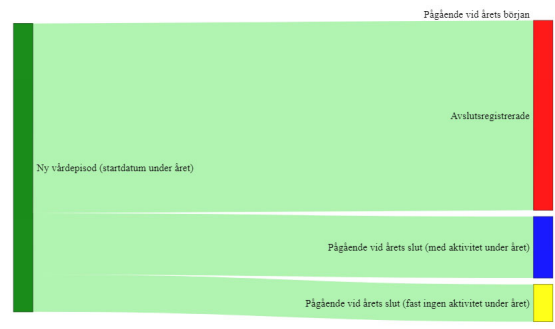 Pågående vid årets början
Avslutsregistrerade
Ny vårdepisod (startdatum under året)
Pågående vid årets slut (med aktivitet under året)
Pågående vid årets slut (fast ingen aktivitet under året)